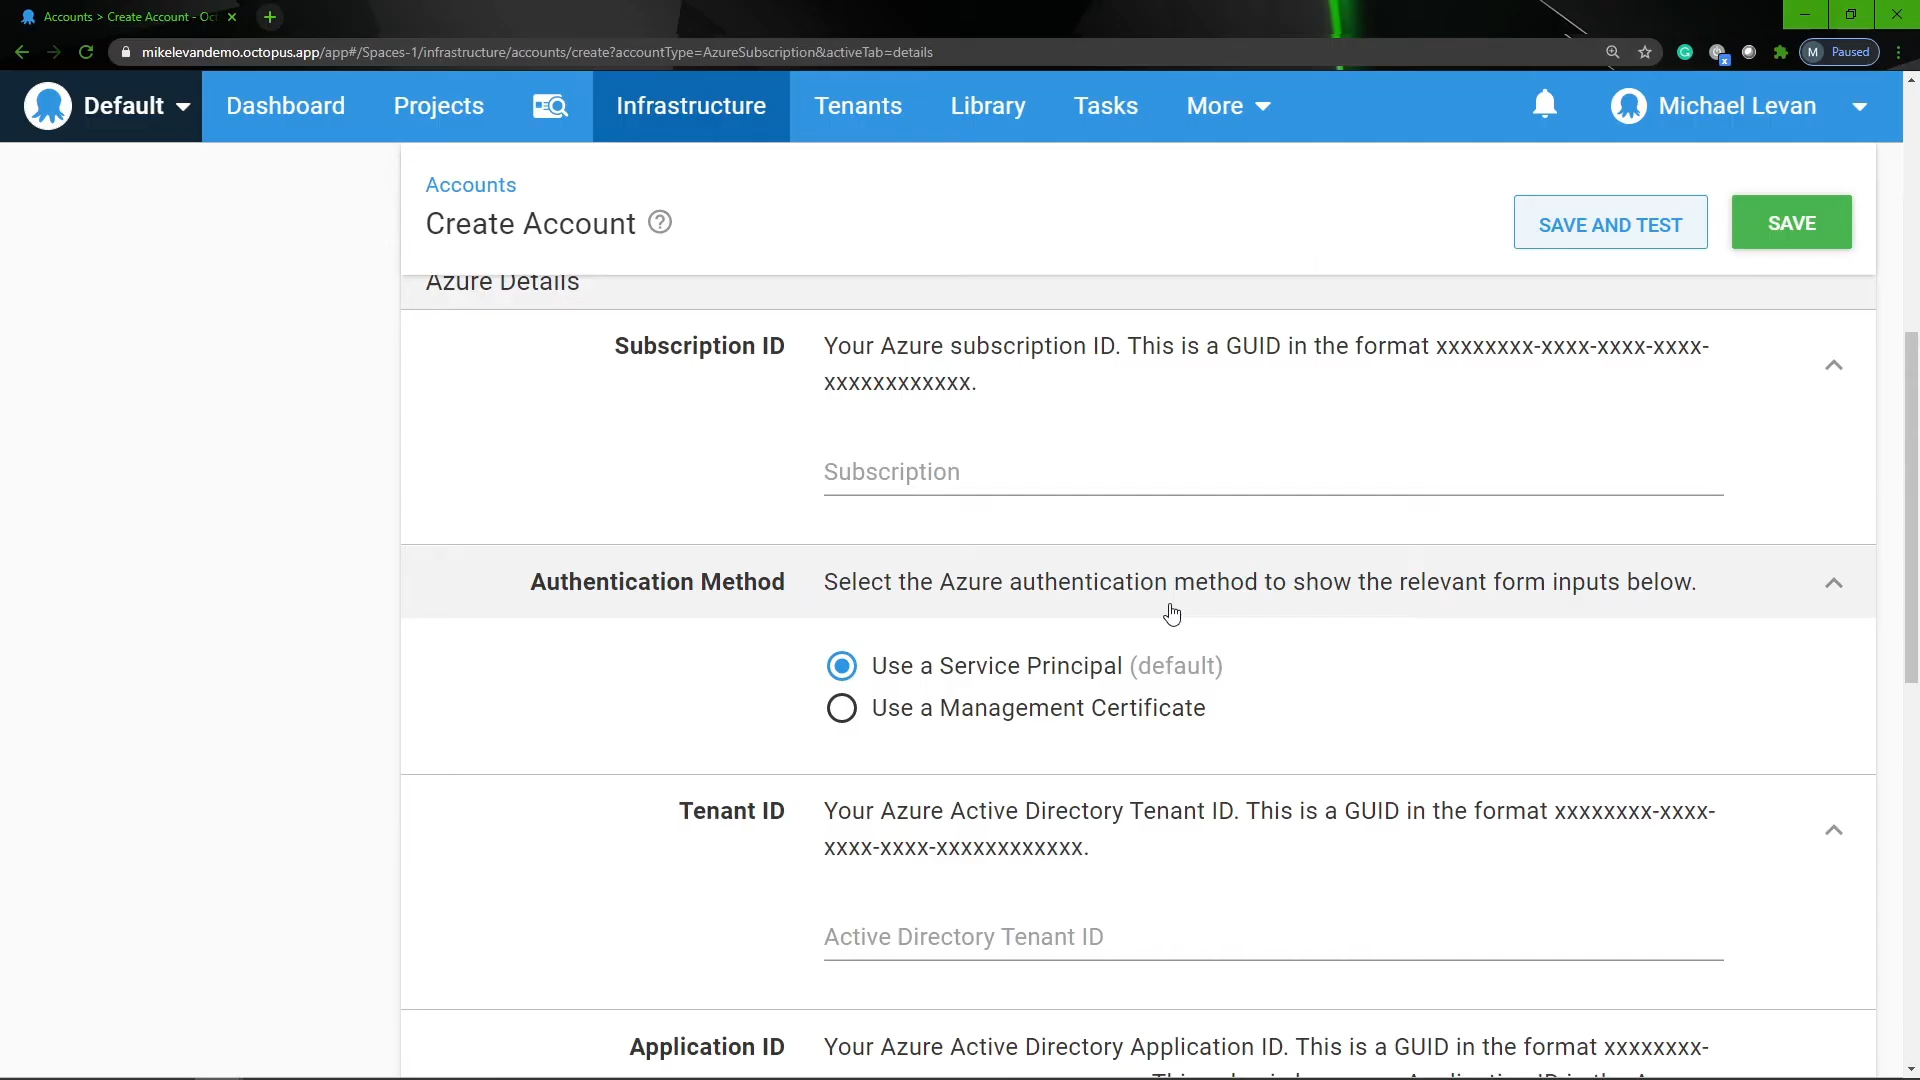 Accounts > Create Account - Oc
mikelevandemo.octopus.app/app#/Spaces-1/infrastructure/accounts/create?accountType=AzureSubscription&activeTab=details
M Paused
Default
Dashboard
Projects
Infrastructure
Tenants
Library
Tasks
More
Michael Levan
Accounts
Create Account
SAVE AND TEST
SAVE
Azure Details
Subscription ID
Your Azure subscription ID. This is a GUID in the format xxxxxxxx-xxxx-xxxx-xxxx-
xxxxxxxxxxxx.
Subscription
Authentication Method
Select the Azure authentication method to show the relevant form inputs below.
Use a Service Principal (default)
Use a Management Certificate
Tenant ID
Your Azure Active Directory Tenant ID. This is a GUID in the format xxxxxxxx-xxxx-
xxxx-xxxx-xxxxxxxxxxxx.
Active Directory Tenant ID
Application ID
Your Azure Active Directory Application ID. This is a GUID in the format xxxxxxxx-